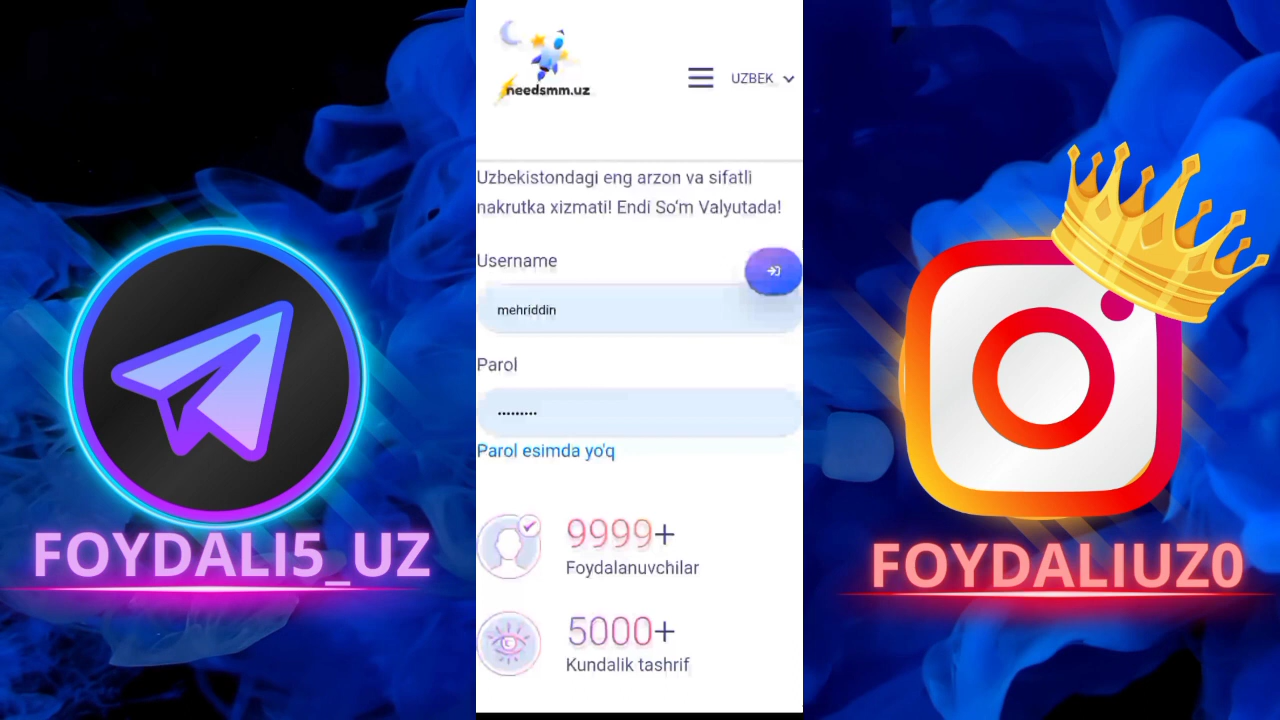 needsmm.uz
UZBEK
Uzbekistondagi eng arzon va sifatli
nakrutka xizmati! Endi So'm Valyutada!
Username
mehriddin
Parol
•••••••••
Parol esimda yo'q
9999+
Foydalanuvchilar
5000+
Kundalik tashrif
FOYDALI5_UZ
FOYDALIUZ0